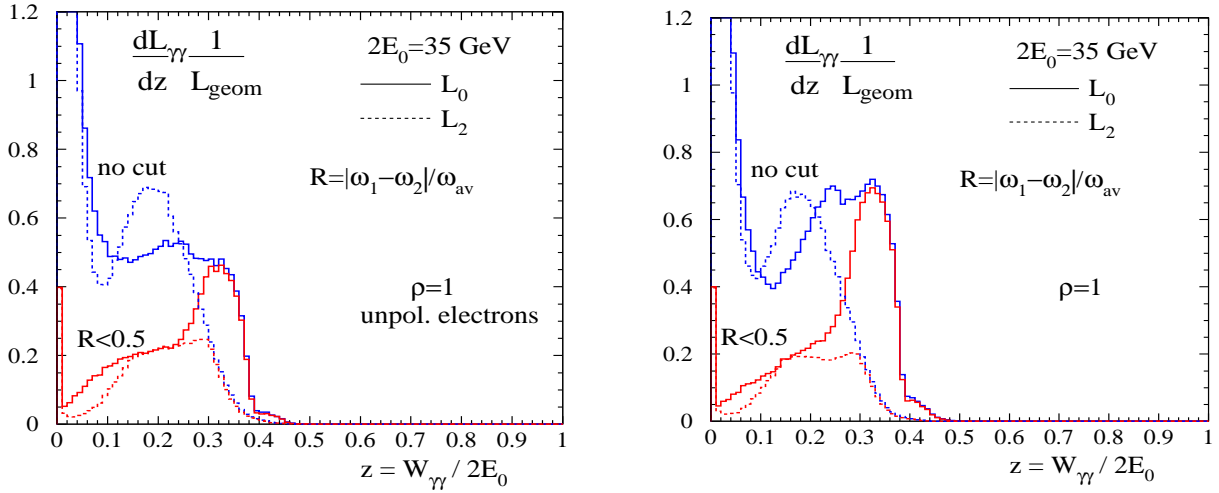 1.2
1
0.8
0.6
0.4
0.2
0
0 0.1 0.2 0.3 0.4 0.5 0.6 0.7 0.8 0.9 1
dL_γγ/dz 1/L_geom
2E_0=35 GeV
L_0
L_2
no cut
R=|ω_1−ω_2|/ω_av
ρ=1
unpol. electrons
R<0.5
z = W_γγ / 2E_0
1.2
1
0.8
0.6
0.4
0.2
0
0 0.1 0.2 0.3 0.4 0.5 0.6 0.7 0.8 0.9 1
dL_γγ/dz 1/L_geom
2E_0=35 GeV
L_0
L_2
no cut
R=|ω_1−ω_2|/ω_av
ρ=1
R<0.5
z = W_γγ / 2E_0